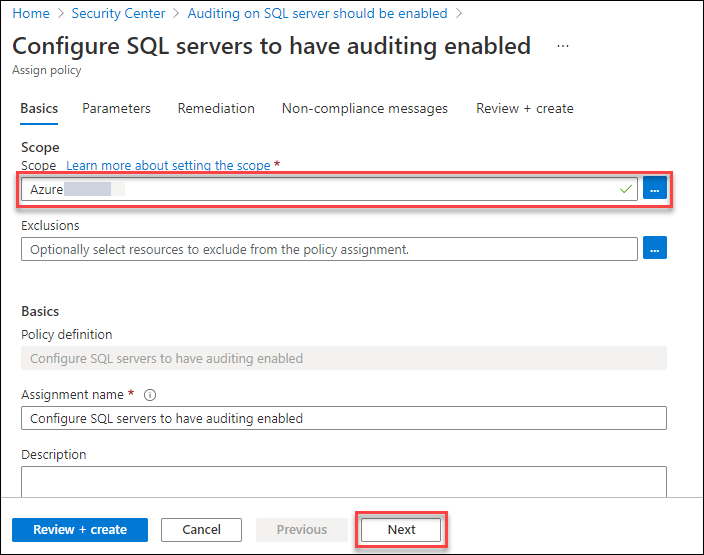 Home > Security Center > Auditing on SQL server should be enabled >
Configure SQL servers to have auditing enabled ...
Assign policy
Basics Parameters Remediation Non-compliance messages Review + create
Scope
Scope Learn more about setting the scope *
Azure ...
Exclusions
Optionally select resources to exclude from the policy assignment. ...
Basics
Policy definition
Configure SQL servers to have auditing enabled
Assignment name *
Configure SQL servers to have auditing enabled
Description
Review + create Cancel Previous Next